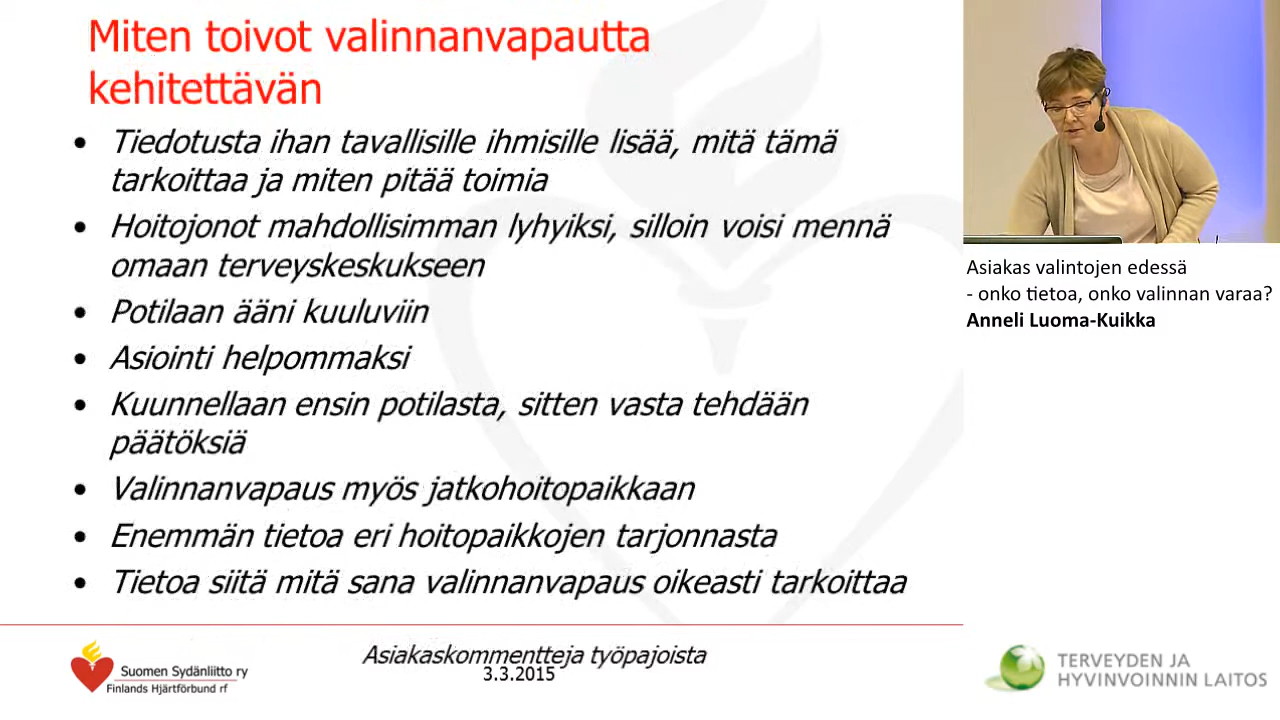 Miten toivot valinnanvapautta
kehitettävän
• Tiedotusta ihan tavallisille ihmisille lisää, mitä tämä
tarkoittaa ja miten pitää toimia
• Hoitojonot mahdollisimman lyhyiksi, silloin voisi mennä
omaan terveyskeskukseen
• Potilaan ääni kuuluviin
• Asiointi helpommaksi
• Kuunnellaan ensin potilasta, sitten vasta tehdään
päätöksiä
• Valinnanvapaus myös jatkohoitopaikkaan
• Enemmän tietoa eri hoitopaikkojen tarjonnasta
• Tietoa siitä mitä sana valinnanvapaus oikeasti tarkoittaa
Suomen Sydänliitto ry
Finlands Hjärtförbund rf
Asiakaskommentteja työpajoista
3.3.2015
Asiakas valintojen edessä
- onko tietoa, onko valinnan varaa?
Anneli Luoma-Kuikka
TERVEYDEN JA
HYVINVOINNIN LAITOS